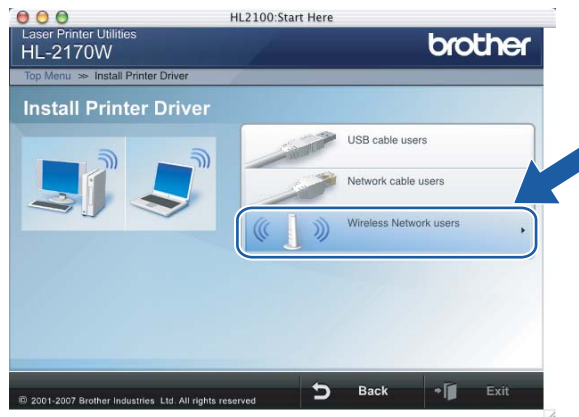 HL2100:Start Here
Laser Printer Utilities
HL-2170W
brother
Top Menu >> Install Printer Driver
Install Printer Driver
USB cable users
Network cable users
Wireless Network users
© 2001-2007 Brother Industries Ltd. All rights reserved
Back
Exit